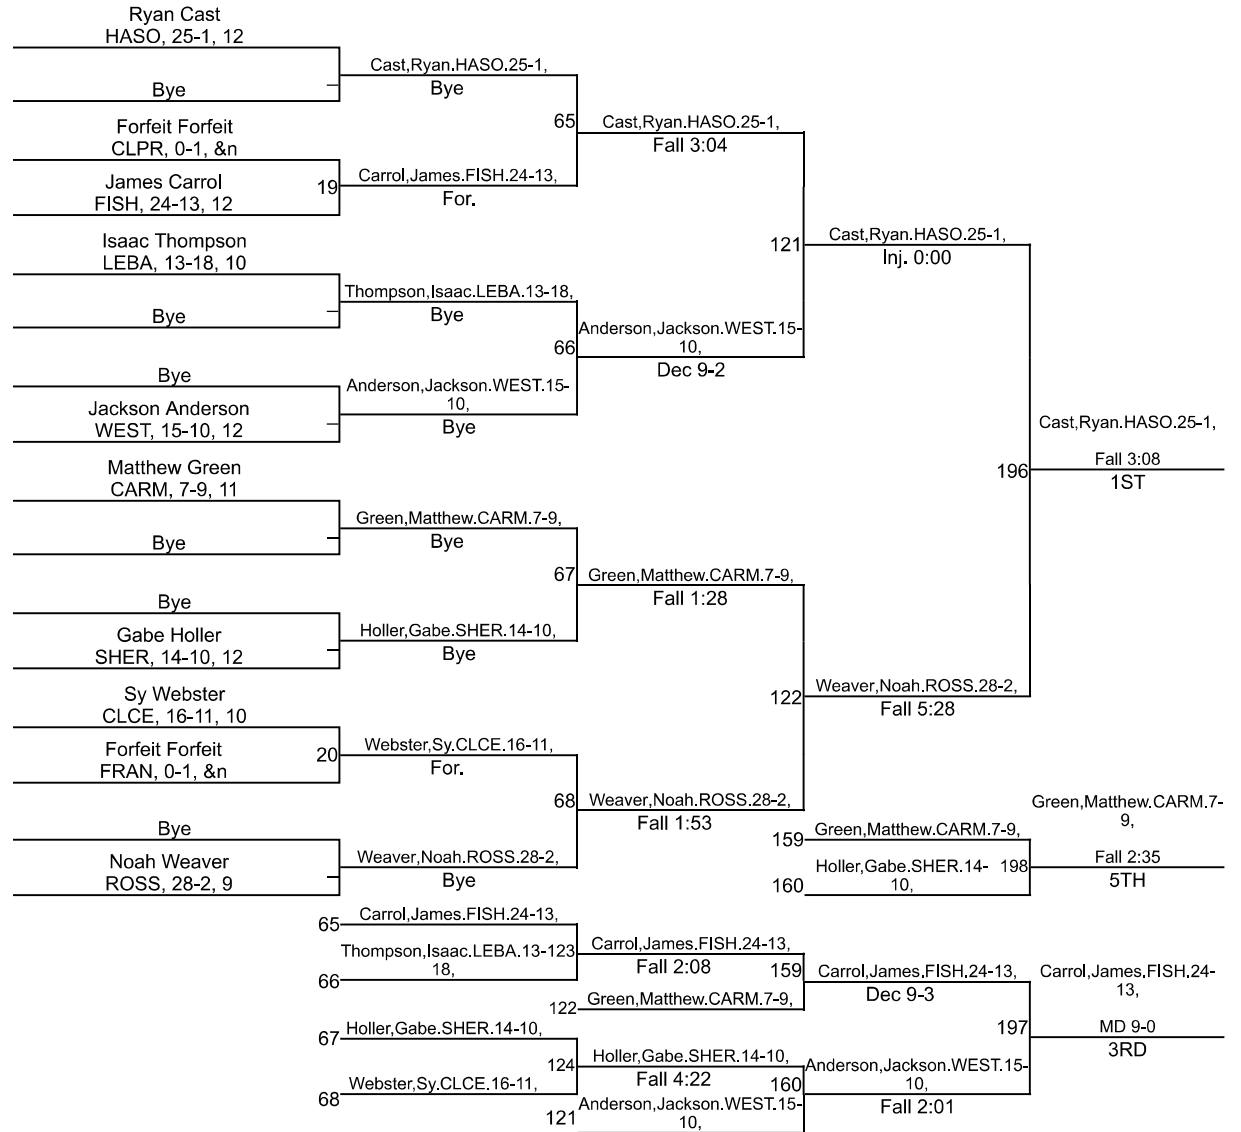 Ryan Cast
HASO, 25-1, 12
Bye
Cast,Ryan.HASO.25-1,
Bye
Forfeit Forfeit
CLPR, 0-1, &n
James Carrol
FISH, 24-13, 12
19
Carrol,James.FISH.24-13,
For.
65
Cast,Ryan.HASO.25-1,
Fall 3:04
Isaac Thompson
LEBA, 13-18, 10
Bye
Thompson,Isaac.LEBA.13-18,
Bye
Bye
Jackson Anderson
WEST, 15-10, 12
Anderson,Jackson.WEST.15-
10,
Bye
66
Anderson,Jackson.WEST.15-
10,
Dec 9-2
121
Cast,Ryan.HASO.25-1,
Inj. 0:00
Matthew Green
CARM, 7-9, 11
Bye
Green,Matthew.CARM.7-9,
Bye
Bye
Gabe Holler
SHER, 14-10, 12
Holler,Gabe.SHER.14-10,
Bye
67
Green,Matthew.CARM.7-9,
Fall 1:28
Sy Webster
CLCE, 16-11, 10
Forfeit Forfeit
FRAN, 0-1, &n
20
Webster,Sy.CLCE.16-11,
For.
Bye
Noah Weaver
ROSS, 28-2, 9
Weaver,Noah.ROSS.28-2,
Bye
68
Weaver,Noah.ROSS.28-2,
Fall 1:53
122
Weaver,Noah.ROSS.28-2,
Fall 5:28
196
Cast,Ryan.HASO.25-1,
Fall 3:08
1ST
159
Green,Matthew.CARM.7-9,
160
Holler,Gabe.SHER.14-
10,
198
Green,Matthew.CARM.7-
9,
Fall 2:35
5TH
65
Carrol,James.FISH.24-13,
66
Thompson,Isaac.LEBA.13-
18,
123
Carrol,James.FISH.24-13,
Fall 2:08
122
Green,Matthew.CARM.7-9,
159
Carrol,James.FISH.24-13,
Dec 9-3
67
Holler,Gabe.SHER.14-10,
68
Webster,Sy.CLCE.16-11,
124
Holler,Gabe.SHER.14-10,
Fall 4:22
121
Anderson,Jackson.WEST.15-
10,
160
Anderson,Jackson.WEST.15-
10,
Fall 2:01
197
Carrol,James.FISH.24-
13,
MD 9-0
3RD